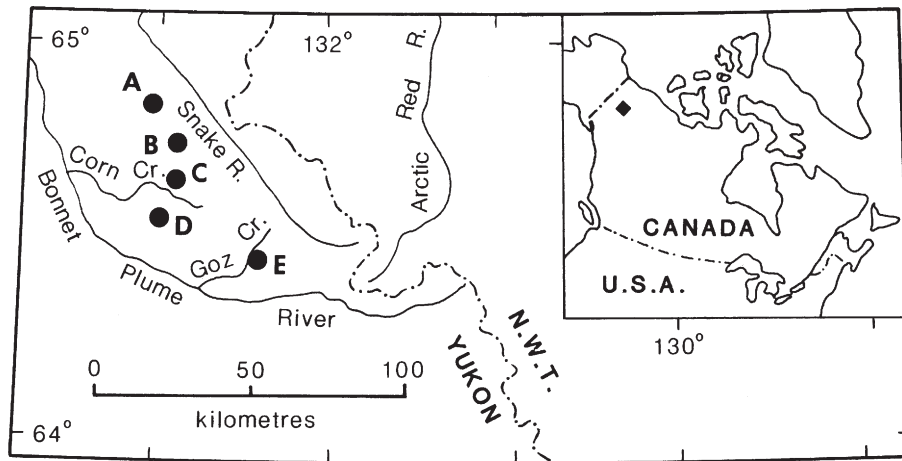 65°
132°
A
B
C
D
E
Snake R.
Arctic Red R.
Corn Cr.
Bonnet Plume River
Goz Cr.
N.W.T.
YUKON
0 50 100
kilometres
64°
130°
CANADA
U.S.A.